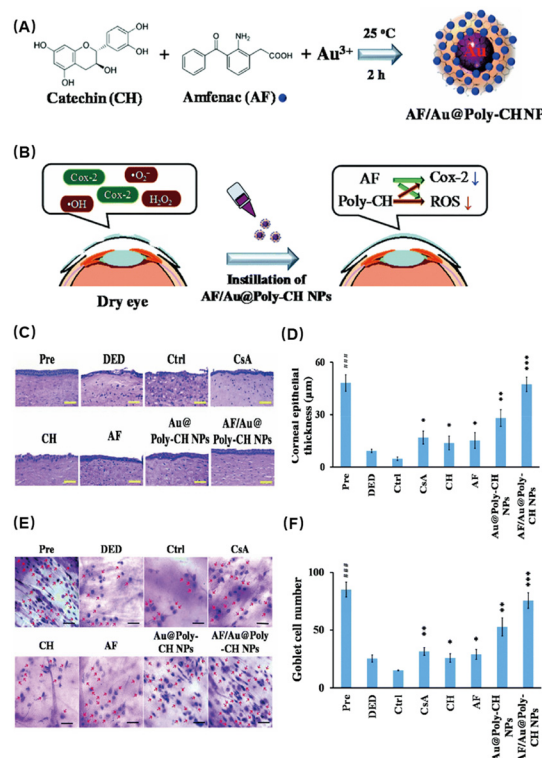 (A)
HO
O
OH
OH
OH
OH
Catechin (CH)
+
O
NH₂
COOH
Amfenac (AF)
+ Au³⁺
25 °C
2 h
Au
AF/Au@Poly-CH NP
(B)
Cox-2
•O₂⁻
Cox-2
•OH
H₂O₂
Dry eye
Instillation of
AF/Au@Poly-CH NPs
AF
Cox-2 ↓
Poly-CH
ROS ↓
(C)
Pre
DED
Ctrl
CsA
CH
AF
Au@
Poly-CH NPs
AF/Au@
Poly-CH NPs
(D)
Corneal epithelial
thickness (μm)
60
30
0
###
*
*
*
**
***
Pre
DED
Ctrl
CsA
CH
AF
Au@Poly-CH
NPs
AF/Au@Poly-
CH NPs
(E)
Pre
DED
Ctrl
CsA
CH
AF
Au@Poly-
CH NPs
AF/Au@Poly
-CH NPs
(F)
Goblet cell number
100
50
0
###
**
*
*
**
***
Pre
DED
Ctrl
CsA
CH
AF
Au@Poly-CH
NPs
AF/Au@Poly-
CH NPs